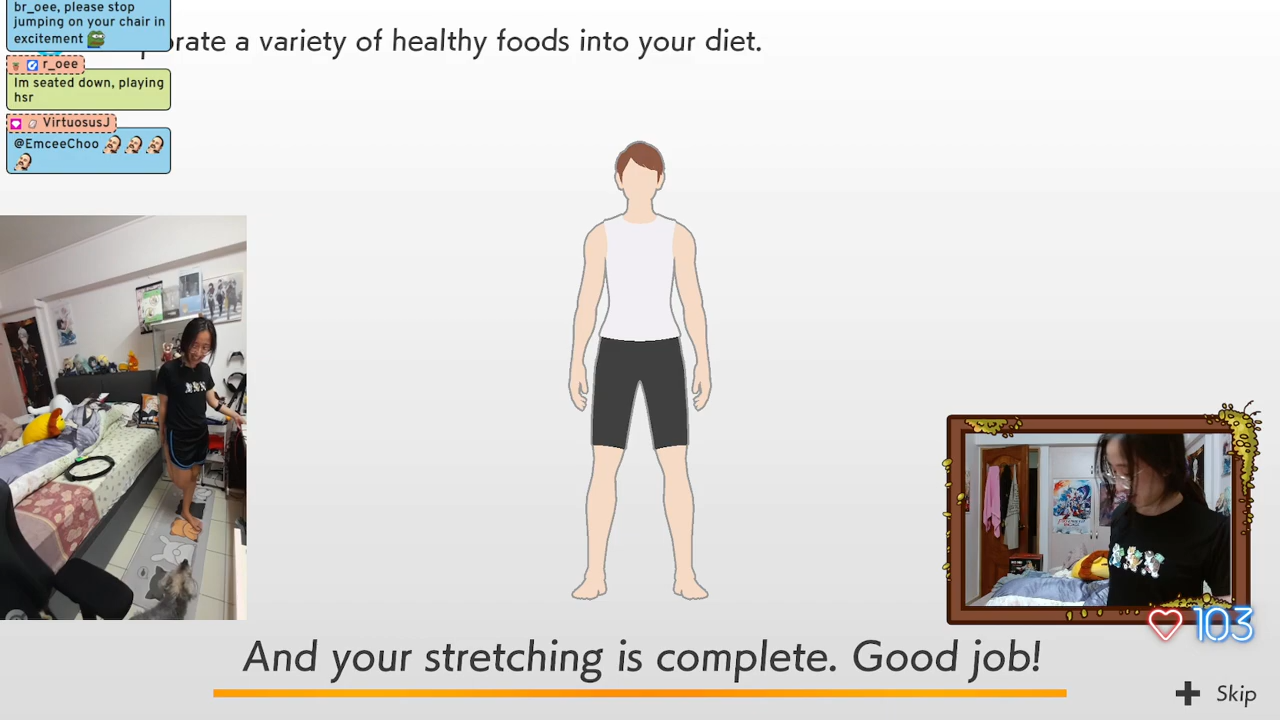 br_oee, please stop
jumping on your chair in
excitement
orate a variety of healthy foods into your diet.
r_oee
Im seated down, playing
hsr
VirtuosusJ
@EmceeChoo
103
And your stretching is complete. Good job!
Skip